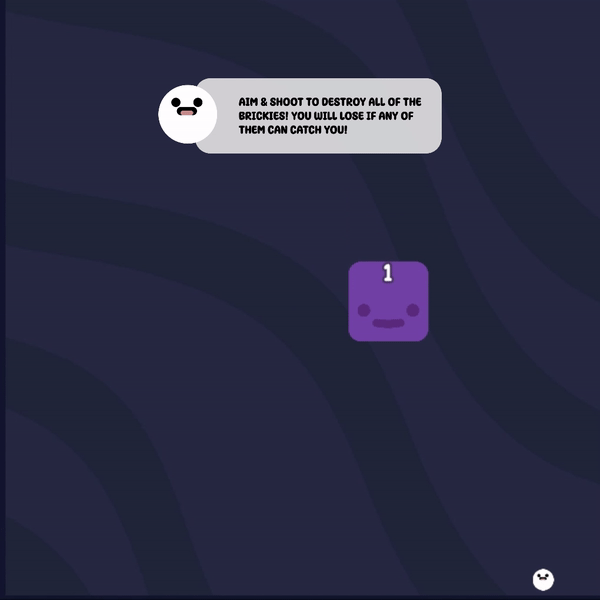 AIM & SHOOT TO DESTROY ALL OF THE
BRICKIES! YOU WILL LOSE IF ANY OF
THEM CAN CATCH YOU!
1